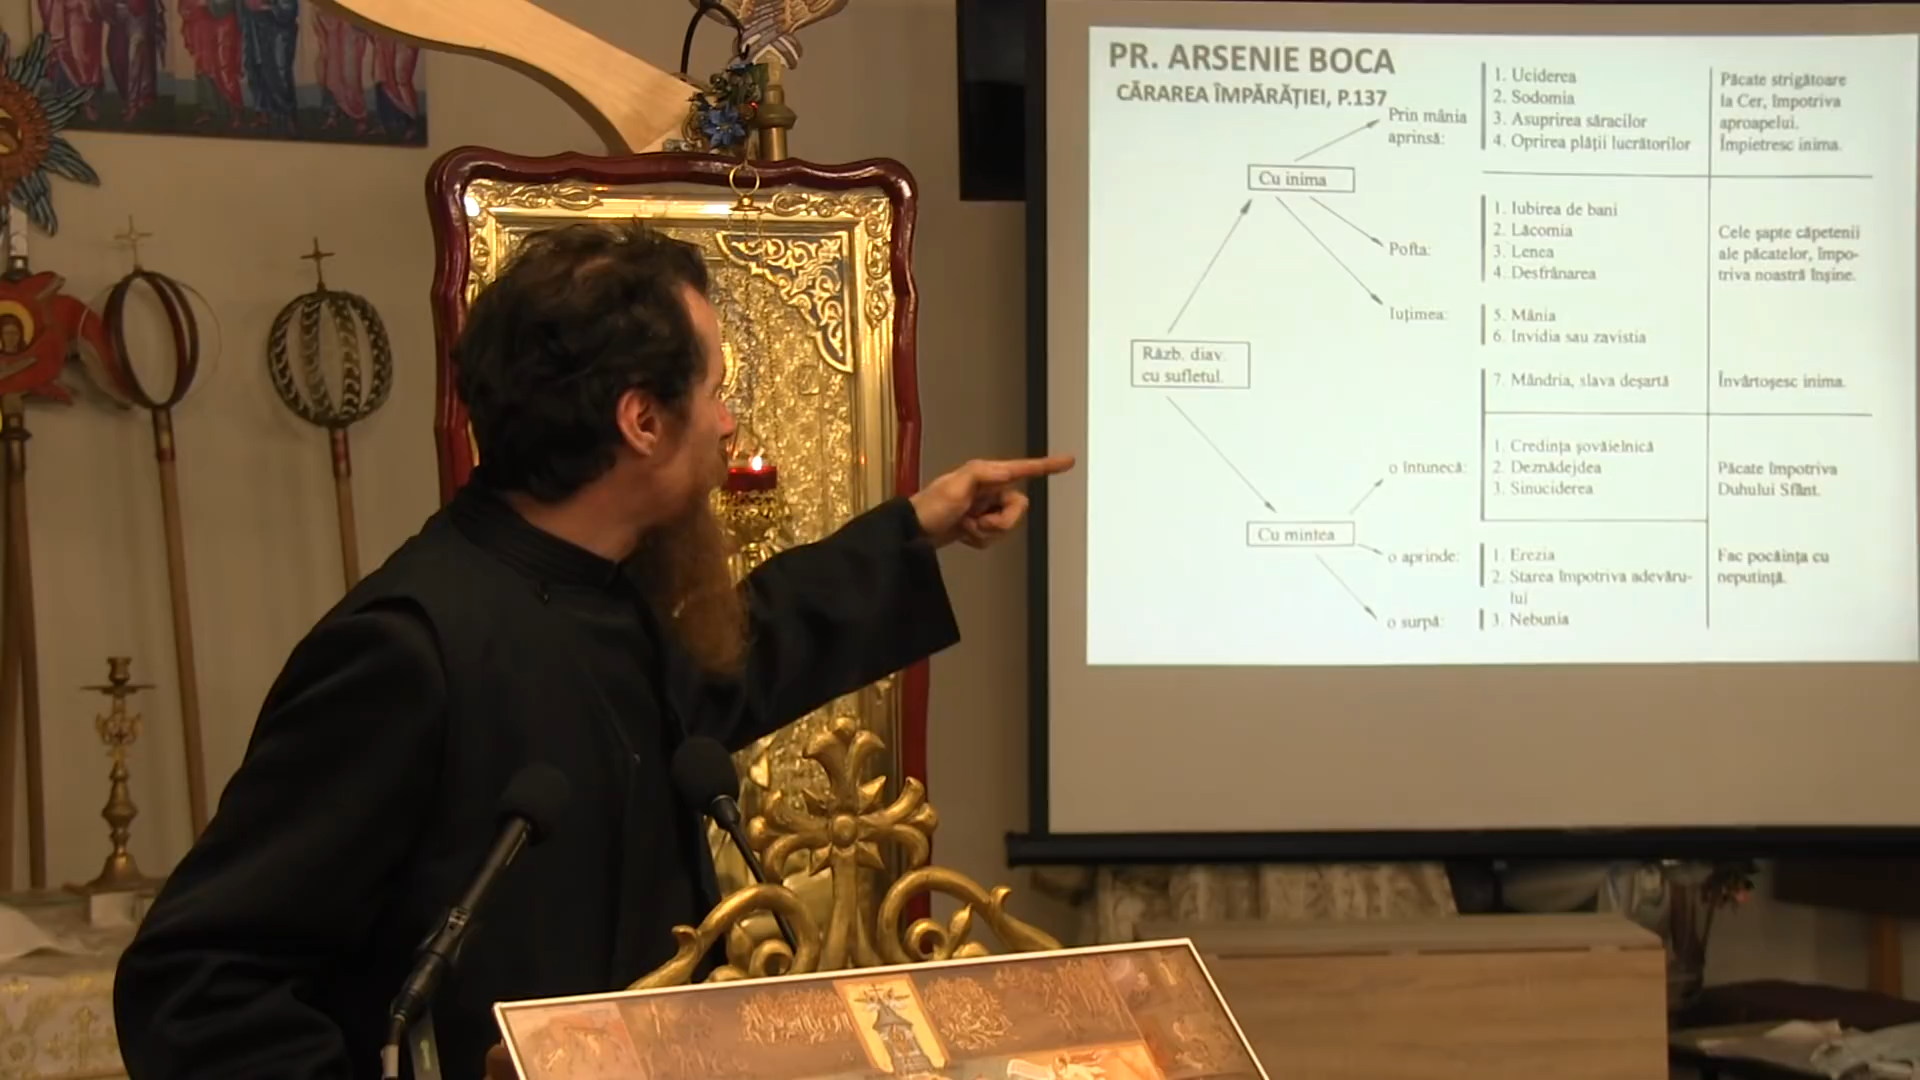 PR. ARSENIE BOCA
CĂRAREA ÎMPĂRĂȚIEI, P.137
Prin mânia
aprinsă:
1. Uciderea
2. Sodomia
3. Asuprirea săracilor
4. Oprirea plății lucrătorilor
Păcate strigătoare
la Cer, împotriva
aproapelui.
Împietresc inima.
Cu inima
Pofta:
1. Iubirea de bani
2. Lăcomia
3. Lenea
4. Desfrânarea
Cele șapte căpetenii
ale păcatelor, împo-
triva noastră înșine.
Iuțimea:
5. Mânia
6. Invidia sau zavistia
Războ. diav.
cu sufletul.
7. Mândria, slava deșartă
Învârtoșesc inima.
o întunecă:
1. Credința șovăielnică
2. Deznădejdea
3. Sinuciderea
Păcate împotriva
Duhului Sfânt.
Cu mintea
o aprinde:
1. Erezia
2. Starea împotriva adevăru-
lui
Fac pocăința cu
neputință.
o surpă:
3. Nebunia